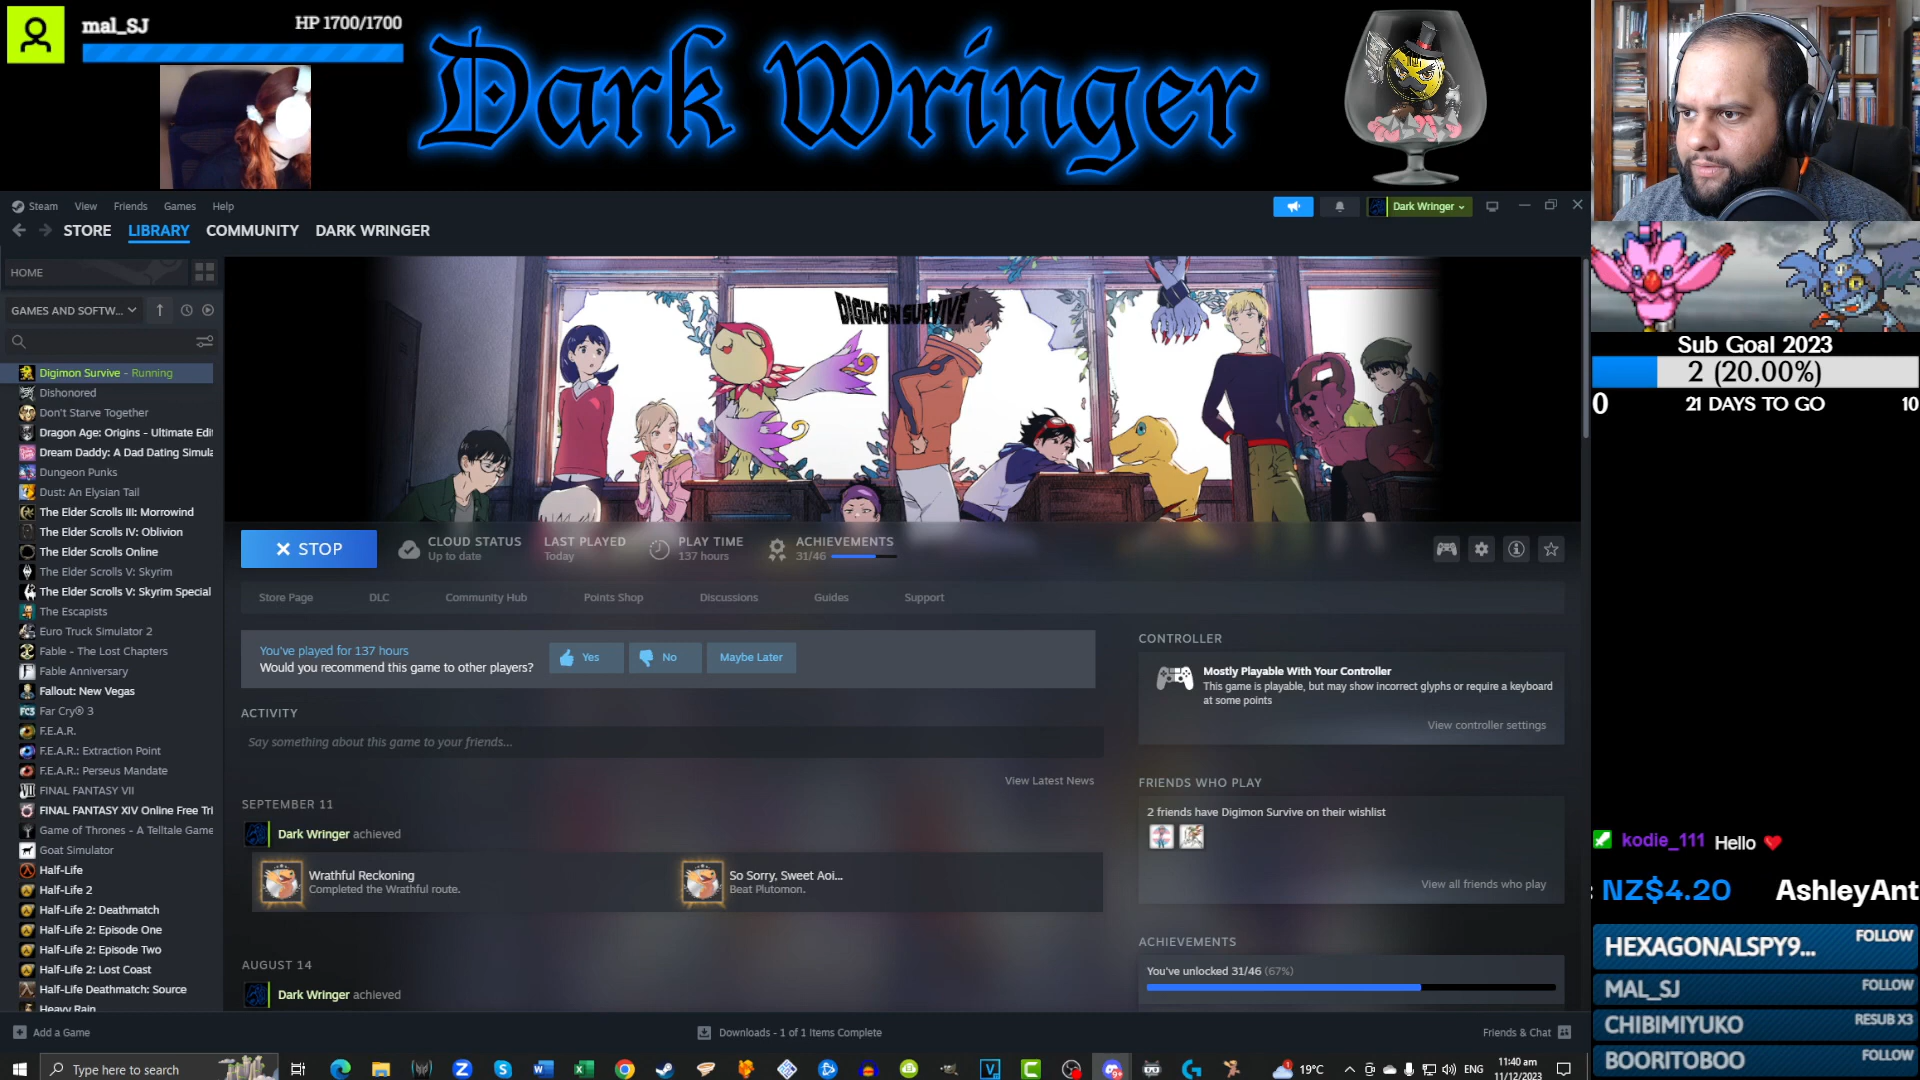 mal_SJ
HP 1700/1700
Dark Wringer
Steam View Friends Games Help
Dark Wringer
STORE LIBRARY COMMUNITY DARK WRINGER
HOME
GAMES AND SOFTW...
Digimon Survive - Running
Dishonored
Don't Starve Together
Dragon Age: Origins - Ultimate Edit
Dream Daddy: A Dad Dating Simula
Dungeon Punks
Dust: An Elysian Tail
The Elder Scrolls III: Morrowind
The Elder Scrolls IV: Oblivion
The Elder Scrolls Online
The Elder Scrolls V: Skyrim
The Elder Scrolls V: Skyrim Special
The Escapists
Euro Truck Simulator 2
Fable - The Lost Chapters
Fable Anniversary
Fallout: New Vegas
Far Cry® 3
F.E.A.R.
F.E.A.R.: Extraction Point
F.E.A.R.: Perseus Mandate
FINAL FANTASY VII
FINAL FANTASY XIV Online Free Tri
Game of Thrones - A Telltale Game
Goat Simulator
Half-Life
Half-Life 2
Half-Life 2: Deathmatch
Half-Life 2: Episode One
Half-Life 2: Episode Two
Half-Life 2: Lost Coast
Half-Life Deathmatch: Source
Heavy Rain
Add a Game
DIGIMON SURVIVE
STOP
CLOUD STATUS
Up to date
LAST PLAYED
Today
PLAY TIME
137 hours
ACHIEVEMENTS
31/46
Store Page DLC Community Hub Points Shop Discussions Guides Support
You've played for 137 hours
Would you recommend this game to other players?
Yes No Maybe Later
ACTIVITY
Say something about this game to your friends...
View Latest News
SEPTEMBER 11
Dark Wringer achieved
Wrathful Reckoning
Completed the Wrathful route.
So Sorry, Sweet Aoi...
Beat Plutomon.
AUGUST 14
Dark Wringer achieved
CONTROLLER
Mostly Playable With Your Controller
This game is playable, but may show incorrect glyphs or require a keyboard
at some points
View controller settings
FRIENDS WHO PLAY
2 friends have Digimon Survive on their wishlist
View all friends who play
ACHIEVEMENTS
You've unlocked 31/46 (67%)
Downloads - 1 of 1 Items Complete
Friends & Chat
Sub Goal 2023
2 (20.00%)
0 21 DAYS TO GO 10
kodie_111 Hello
: NZ$4.20 AshleyAnt
HEXAGONALSPY9... FOLLOW
MAL_SJ FOLLOW
CHIBIMIYUKO RESUB X3
BOORITOBOO FOLLOW
Type here to search
19°C
ENG
11:40 am
11/12/2023